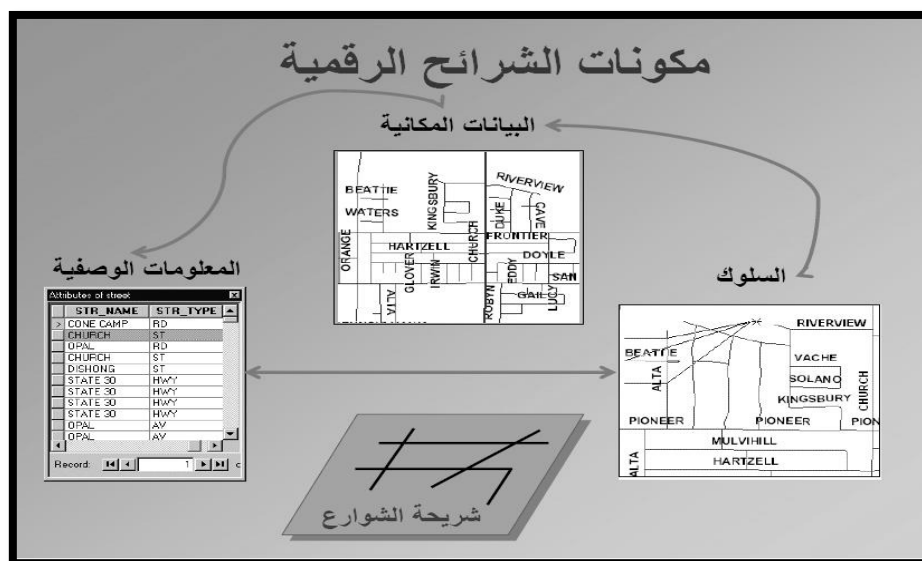 مكونات الشرائح الرقمية
البيانات المكانية
BEATTIE
WATERS
KINGSBURY
RIVERVIEW
DUKE
CAVE
ORANGE
HARTZELL
CHURCH
FRONTIER
DOYLE
GLOVER
IRWIN
EDDY
SAN
ALTA
ROBYN
GAIL
LUCY
المعلومات الوصفية
Attributes of street
STR_NAME STR_TYPE
CONE CAMP RD
CHURCH ST
OPAL RD
CHURCH ST
DISHONG ST
STATE 30 HWY
STATE 30 HWY
STATE 30 HWY
STATE 30 HWY
OPAL AV
OPAL AV
Record: 1
السلوك
RIVERVIEW
BEATTIE
ALTA
VACHE
SOLANO
KINGSBURY
CHURCH
PIONEER PIONEER PION
MULVIHILL
ALTA
HARTZELL
شريحة الشوارع